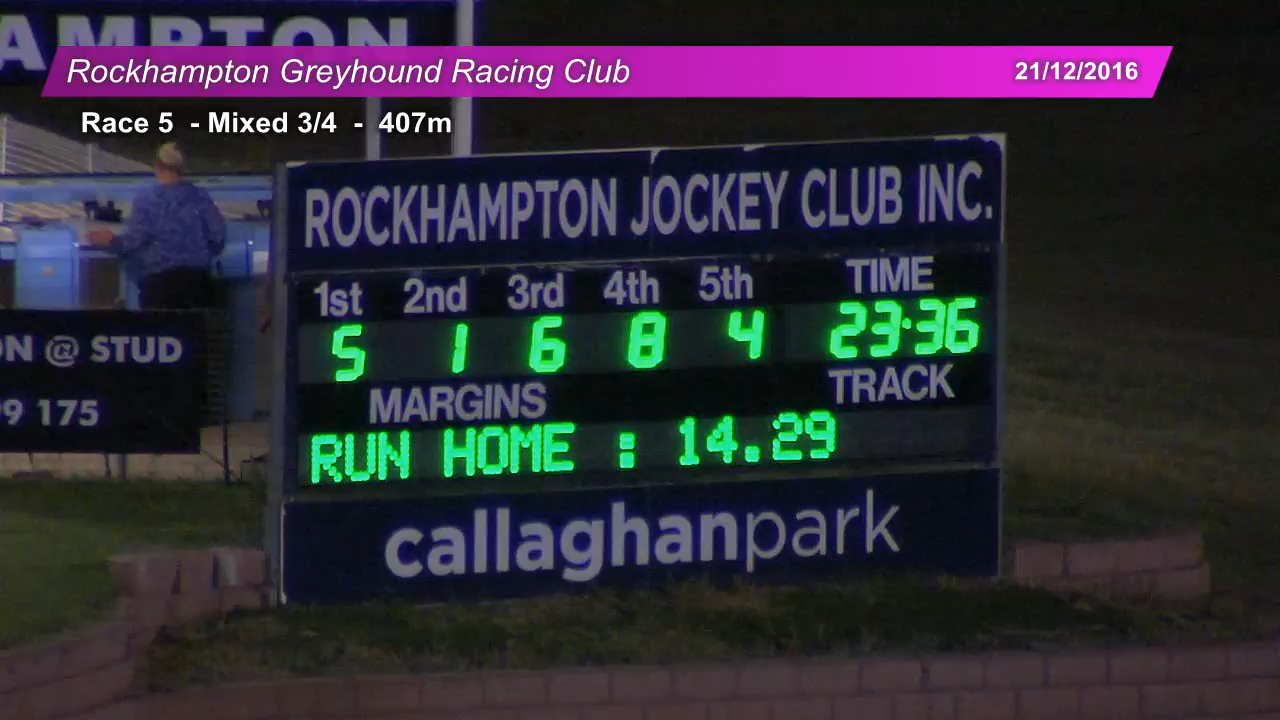 AMPTON
Rockhampton Greyhound Racing Club 21/12/2016
Race 5 - Mixed 3/4 - 407m
ROCKHAMPTON JOCKEY CLUB INC.
1st 2nd 3rd 4th 5th TIME
5 1 6 8 4 23:36
MARGINS TRACK
RUN HOME : 14.29
callaghanpark
ON @ STUD
9 175